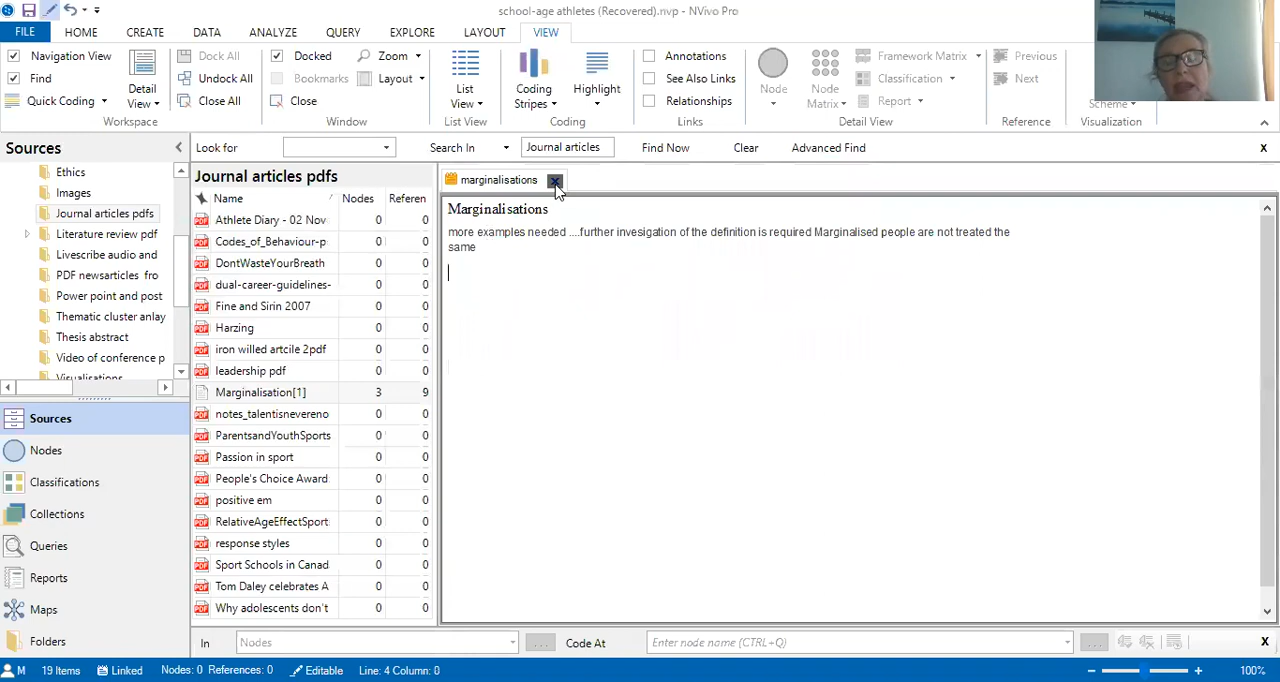 school-age athletes (Recovered).nvp - NVivo Pro
FILE HOME CREATE DATA ANALYZE QUERY EXPLORE LAYOUT VIEW
Navigation View
Find
Quick Coding
Detail
View
Workspace
Dock All
Undock All
Close All
Docked
Bookmarks
Close
Zoom
Layout
Window
List
View
List View
Coding
Stripes
Highlight
Coding
Annotations
See Also Links
Relationships
Links
Node
Node
Matrix
Framework Matrix
Classification
Report
Detail View
Previous
Next
Reference
Scheme
Visualization
Sources
Look for
Search In
Journal articles
Find Now
Clear
Advanced Find
Ethics
Images
Journal articles pdfs
Literature review pdf
Livescribe audio and
PDF newsaties fro
Power point and post
Thematic cluster anlay
Thesis abstract
Video of conference p
Visualisations
Sources
Nodes
Classifications
Collections
Queries
Reports
Maps
Folders
Journal articles pdfs
Name Nodes Referen
Athlete Diary - 02 Nov 0 0
Codes_of_Behaviour-p 0 0
DontWasteYourBreath 0 0
dual-career-guidelines- 0 0
Fine and Sirin 2007 0 0
Harzing 0 0
iron willed artcile 2pdf 0 0
leadership pdf 0 0
Marginalisation[1] 3 9
notes_talentisnevereno 0 0
ParentsandYouthSports 0 0
Passion in sport 0 0
People's Choice Award 0 0
positive em 0 0
RelativeAgeEffectSport 0 0
response styles 0 0
Sport Schools in Canad 0 0
Tom Daley celebrates A 0 0
Why adolescents don't 0 0
marginalisations
Marginalisations
more examples needed ....further invesigation of the definition is required Marginalised people are not treated the
same
In Nodes ... Code At Enter node name (CTRL+Q) ...
M 19 Items Linked Nodes: 0 References: 0 Editable Line: 4 Column: 0 100%